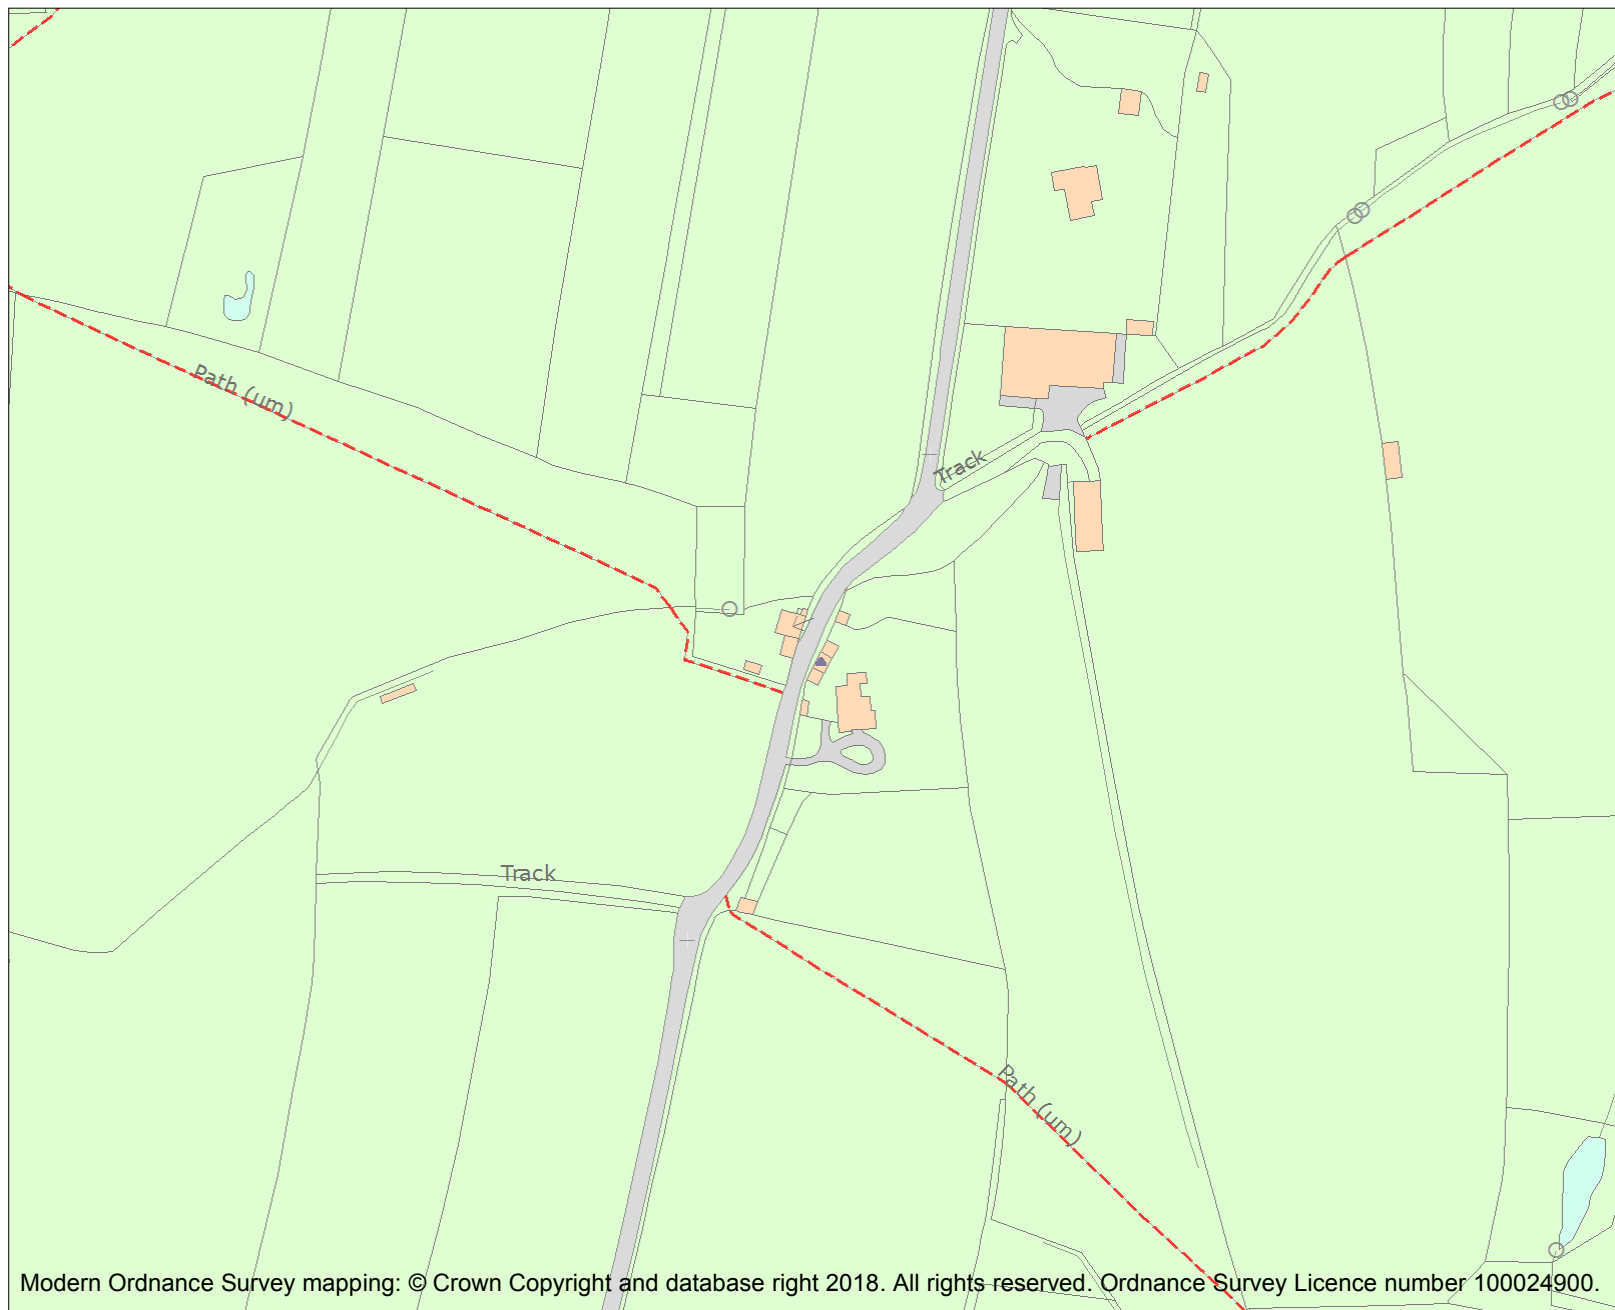 Path (um)
Track
Track
Path (um)
Modern Ordnance Survey mapping: © Crown Copyright and database right 2018. All rights reserved. Ordnance Survey Licence number 100024900.